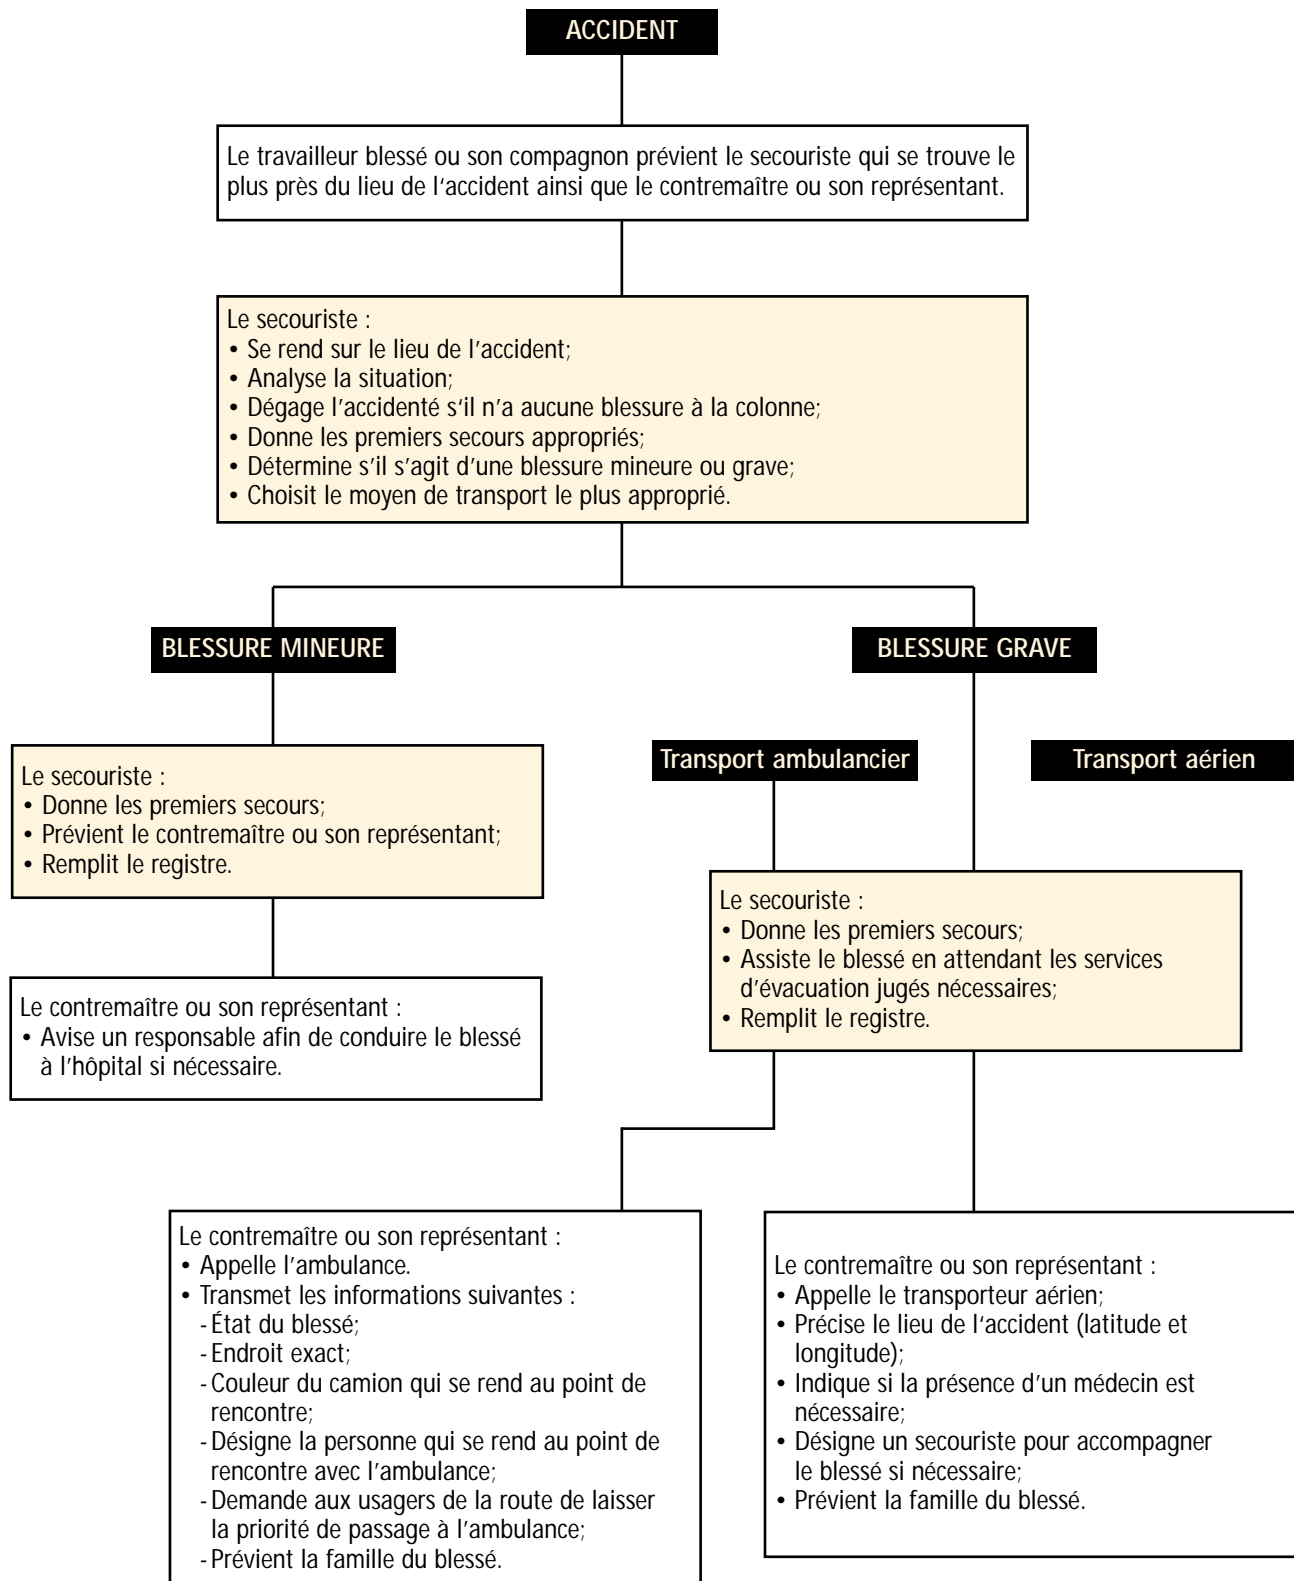 ACCIDENT
Le travailleur blessé ou son compagnon prévient le secouriste qui se trouve le
plus près du lieu de l‘accident ainsi que le contremaître ou son représentant.
Le secouriste :
• Se rend sur le lieu de l’accident;
• Analyse la situation;
• Dégage l’accidenté s‘il n’a aucune blessure à la colonne;
• Donne les premiers secours appropriés;
• Détermine s’il s’agit d’une blessure mineure ou grave;
• Choisit le moyen de transport le plus approprié.
BLESSURE MINEURE
Le secouriste :
• Donne les premiers secours;
• Prévient le contremaître ou son représentant;
• Remplit le registre.
Le contremaître ou son représentant :
• Avise un responsable afin de conduire le blessé
à l’hôpital si nécessaire.
BLESSURE GRAVE
Transport ambulancier
Transport aérien
Le secouriste :
• Donne les premiers secours;
• Assiste le blessé en attendant les services
d’évacuation jugés nécessaires;
• Remplit le registre.
Le contremaître ou son représentant :
• Appelle l’ambulance.
• Transmet les informations suivantes :
- État du blessé;
- Endroit exact;
- Couleur du camion qui se rend au point de
rencontre;
- Désigne la personne qui se rend au point de
rencontre avec l’ambulance;
- Demande aux usagers de la route de laisser
la priorité de passage à l’ambulance;
- Prévient la famille du blessé.
Le contremaître ou son représentant :
• Appelle le transporteur aérien;
• Précise le lieu de l‘accident (latitude et
longitude);
• Indique si la présence d’un médecin est
nécessaire;
• Désigne un secouriste pour accompagner
le blessé si nécessaire;
• Prévient la famille du blessé.